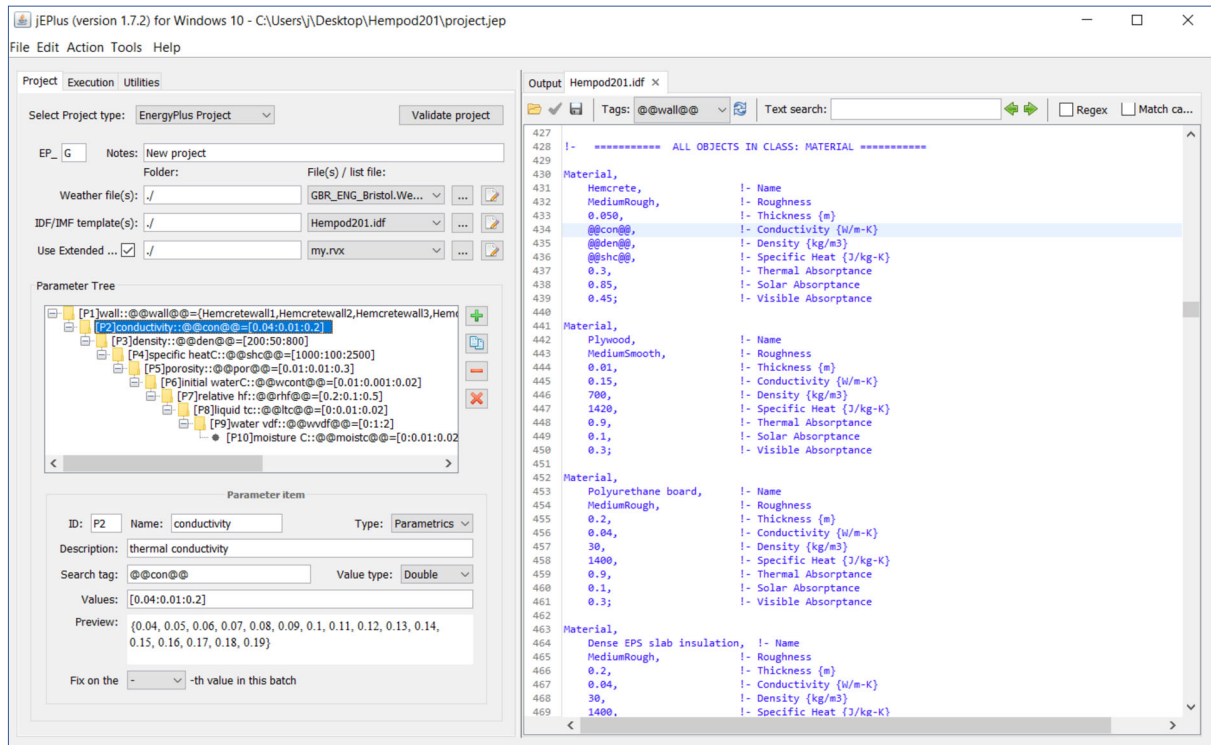 jEPlus (version 1.7.2) for Windows 10 - C:\Users\j\Desktop\Hempod201\project.jep
File Edit Action Tools Help
Project Execution Utilities
Select Project type: EnergyPlus Project Validate project
EP_ G Notes: New project
Folder: File(s) / list file:
Weather file(s): ./ GBR_ENG_Bristol.We... ...
IDF/IMF template(s): ./ Hempod201.idf ...
Use Extended ... ./ my.rvx ...
Parameter Tree
[P1]wall::@@wall@@={Hemcretewall1,Hemcretewall2,Hemcretewall3,Hemc
[P2]conductivity::@@con@@=[0.04:0.01:0.2]
[P3]density::@@den@@=[200:50:800]
[P4]specific heatC::@@shc@@=[1000:100:2500]
[P5]porosity::@@por@@=[0.01:0.01:0.3]
[P6]initial waterC::@@wcont@@=[0.01:0.001:0.02]
[P7]relative hf::@@rhf@@=[0.2:0.1:0.5]
[P8]liquid tc::@@ltc@@=[0:0.01:0.02]
[P9]water vdf::@@wvdf@@=[0:1:2]
[P10]moisture C::@@moistc@@=[0:0.01:0.02
Parameter item
ID: P2 Name: conductivity Type: Parametrics
Description: thermal conductivity
Search tag: @@con@@ Value type: Double
Values: [0.04:0.01:0.2]
Preview: {0.04, 0.05, 0.06, 0.07, 0.08, 0.09, 0.1, 0.11, 0.12, 0.13, 0.14,
0.15, 0.16, 0.17, 0.18, 0.19}
Fix on the - -th value in this batch
Output Hempod201.idf ×
Tags: @@wall@@ Text search: Regex Match ca...
427
428 !- =========== ALL OBJECTS IN CLASS: MATERIAL ===========
429
430 Material,
431 Hemcrete, !- Name
432 MediumRough, !- Roughness
433 0.050, !- Thickness {m}
434 @@con@@, !- Conductivity {W/m-K}
435 @@den@@, !- Density {kg/m3}
436 @@shc@@, !- Specific Heat {J/kg-K}
437 0.3, !- Thermal Absorptance
438 0.85, !- Solar Absorptance
439 0.45; !- Visible Absorptance
440
441 Material,
442 Plywood, !- Name
443 MediumSmooth, !- Roughness
444 0.01, !- Thickness {m}
445 0.15, !- Conductivity {W/m-K}
446 700, !- Density {kg/m3}
447 1420, !- Specific Heat {J/kg-K}
448 0.9, !- Thermal Absorptance
449 0.1, !- Solar Absorptance
450 0.3; !- Visible Absorptance
451
452 Material,
453 Polyurethane board, !- Name
454 MediumRough, !- Roughness
455 0.2, !- Thickness {m}
456 0.04, !- Conductivity {W/m-K}
457 30, !- Density {kg/m3}
458 1400, !- Specific Heat {J/kg-K}
459 0.9, !- Thermal Absorptance
460 0.1, !- Solar Absorptance
461 0.3; !- Visible Absorptance
462
463 Material,
464 Dense EPS slab insulation, !- Name
465 MediumRough, !- Roughness
466 0.2, !- Thickness {m}
467 0.04, !- Conductivity {W/m-K}
468 30, !- Density {kg/m3}
469 1400, !- Specific Heat {J/kg-K}